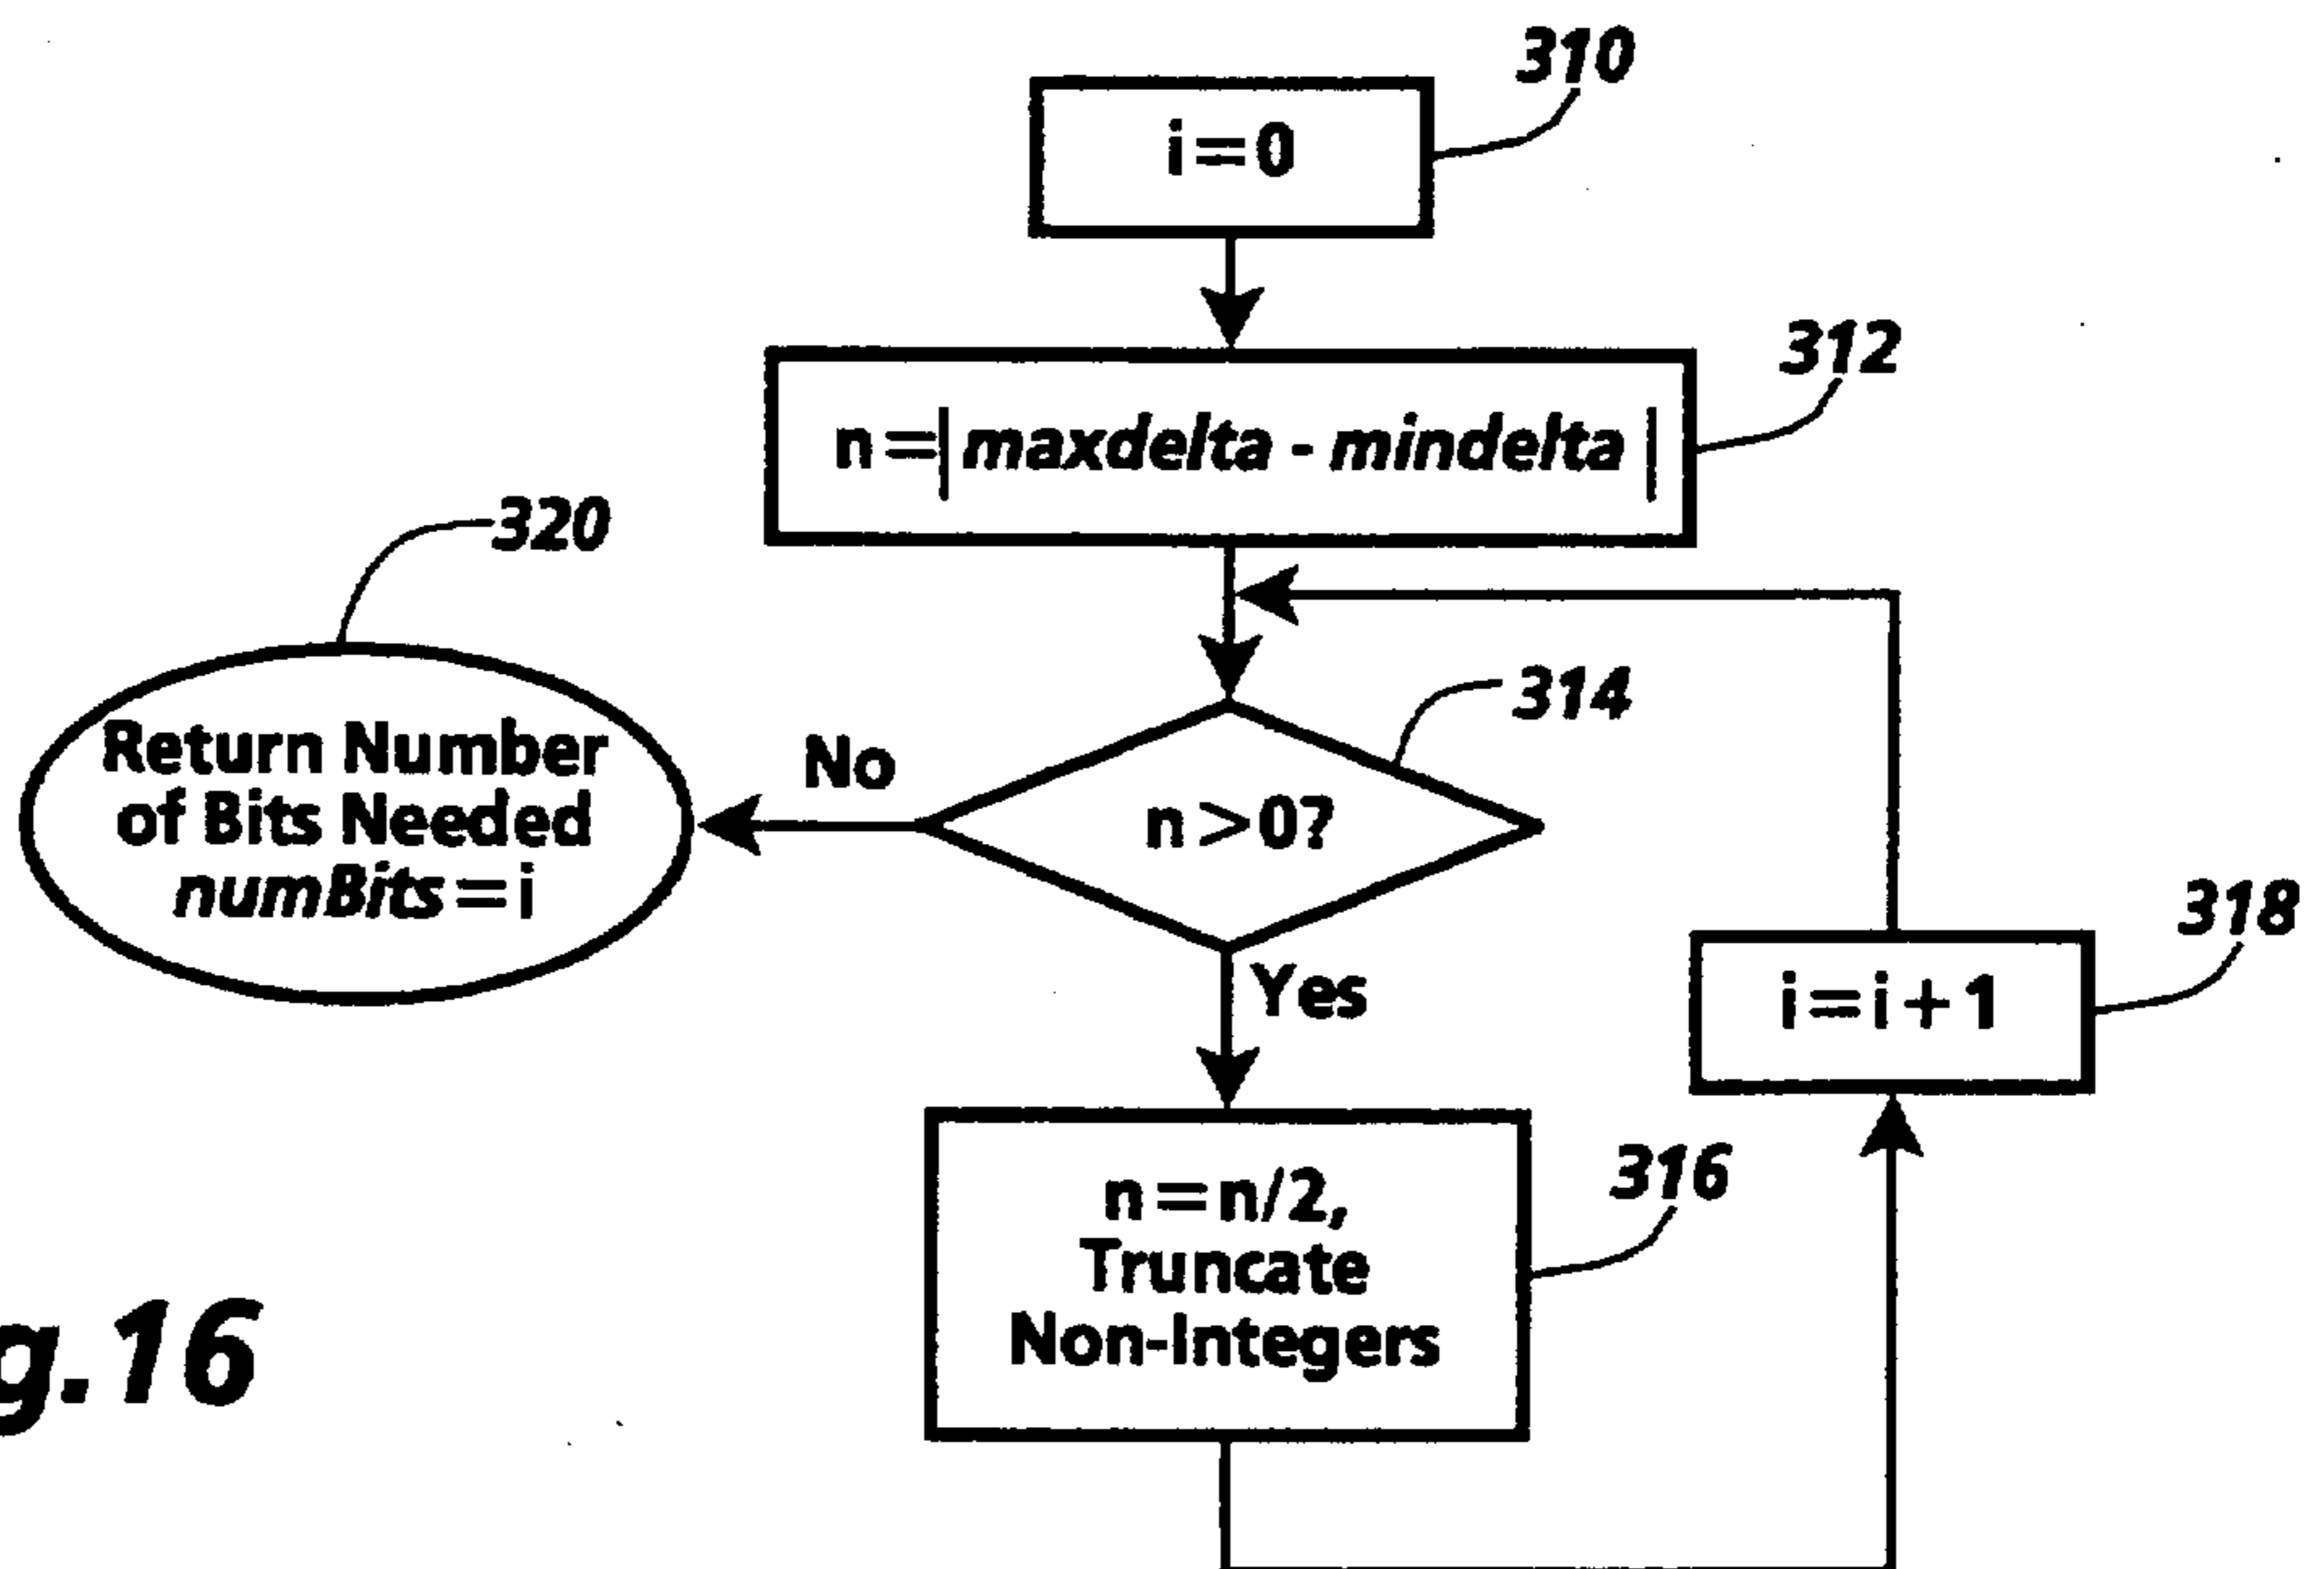 310
i=0
312
n=|maxdelta - mindelta|
320
314
Return Number
of Bits Needed
numBits=i
No
n>0?
318
Yes
i=i+1
316
n=n/2,
Truncate
Non-Integers
g.16